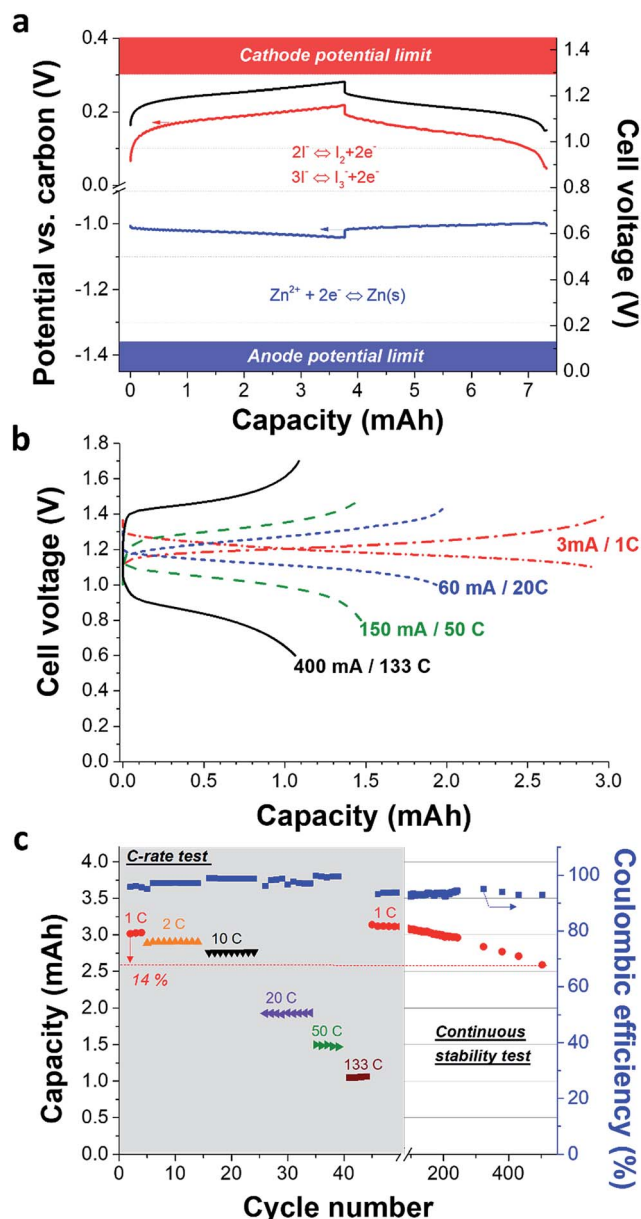 a
Cathode potential limit
Potential vs. carbon (V)
0.4
0.2
0.0
-1.0
-1.2
-1.4
Cell voltage (V)
1.4
1.2
1.0
0.8
0.6
0.4
0.2
0.0
2I⁻ ⇔ I₂+2e⁻
3I⁻ ⇔ I₃⁻+2e⁻
Zn²⁺ + 2e⁻ ⇔ Zn(s)
Anode potential limit
0 1 2 3 4 5 6 7
Capacity (mAh)
b
Cell voltage (V)
1.8
1.6
1.4
1.2
1.0
0.8
0.6
0.4
0.2
0.0
3mA / 1C
60 mA / 20C
150 mA / 50 C
400 mA / 133 C
0.0 0.5 1.0 1.5 2.0 2.5 3.0
Capacity (mAh)
c
C-rate test
Capacity (mAh)
4.0
3.5
3.0
2.5
2.0
1.5
1.0
0.5
0.0
Coulombic efficiency (%)
100
80
60
40
20
0
1 C
2 C
10 C
1 C
14 %
20 C
50 C
133 C
Continuous
stability test
0 10 20 30 40 200 400
Cycle number